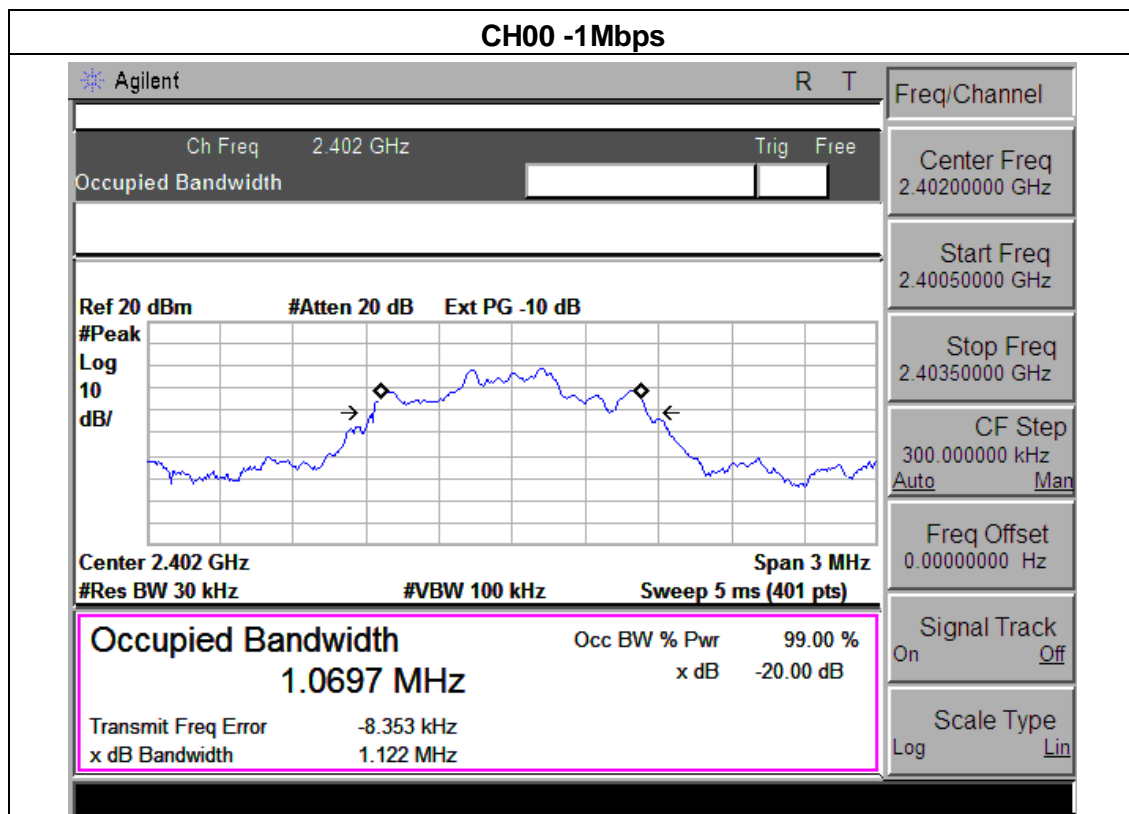 CH00 -1Mbps
Agilent R T
Ch Freq 2.402 GHz Trig Free
Occupied Bandwidth
Ref 20 dBm #Atten 20 dB Ext PG -10 dB
#Peak
Log
10
dB/
Center 2.402 GHz Span 3 MHz
#Res BW 30 kHz #VBW 100 kHz Sweep 5 ms (401 pts)
Occupied Bandwidth
1.0697 MHz
Occ BW % Pwr 99.00 %
x dB -20.00 dB
Transmit Freq Error -8.353 kHz
x dB Bandwidth 1.122 MHz
Freq/Channel
Center Freq
2.40200000 GHz
Start Freq
2.40050000 GHz
Stop Freq
2.40350000 GHz
CF Step
300.000000 kHz
Auto Man
Freq Offset
0.00000000 Hz
Signal Track
On Off
Scale Type
Log Lin